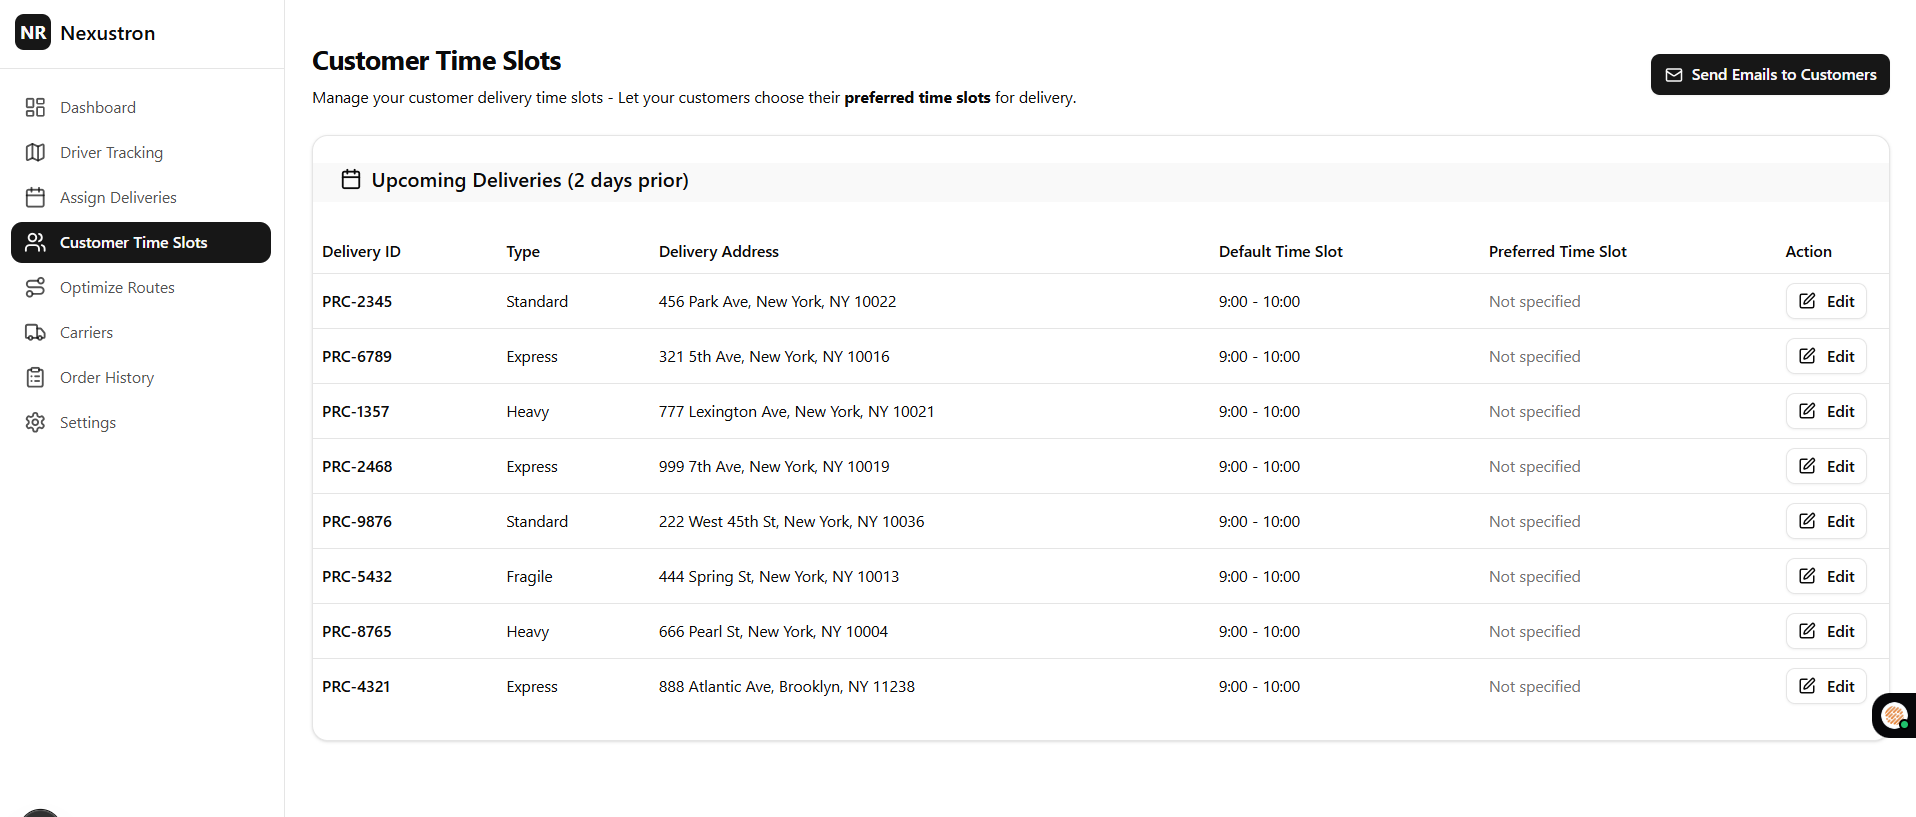 NR Nexustron
Dashboard
Driver Tracking
Assign Deliveries
Customer Time Slots
Optimize Routes
Carriers
Order History
Settings
Customer Time Slots
Manage your customer delivery time slots - Let your customers choose their preferred time slots for delivery.
Send Emails to Customers
Upcoming Deliveries (2 days prior)
Delivery ID Type Delivery Address Default Time Slot Preferred Time Slot Action
PRC-2345 Standard 456 Park Ave, New York, NY 10022 9:00 - 10:00 Not specified Edit
PRC-6789 Express 321 5th Ave, New York, NY 10016 9:00 - 10:00 Not specified Edit
PRC-1357 Heavy 777 Lexington Ave, New York, NY 10021 9:00 - 10:00 Not specified Edit
PRC-2468 Express 999 7th Ave, New York, NY 10019 9:00 - 10:00 Not specified Edit
PRC-9876 Standard 222 West 45th St, New York, NY 10036 9:00 - 10:00 Not specified Edit
PRC-5432 Fragile 444 Spring St, New York, NY 10013 9:00 - 10:00 Not specified Edit
PRC-8765 Heavy 666 Pearl St, New York, NY 10004 9:00 - 10:00 Not specified Edit
PRC-4321 Express 888 Atlantic Ave, Brooklyn, NY 11238 9:00 - 10:00 Not specified Edit